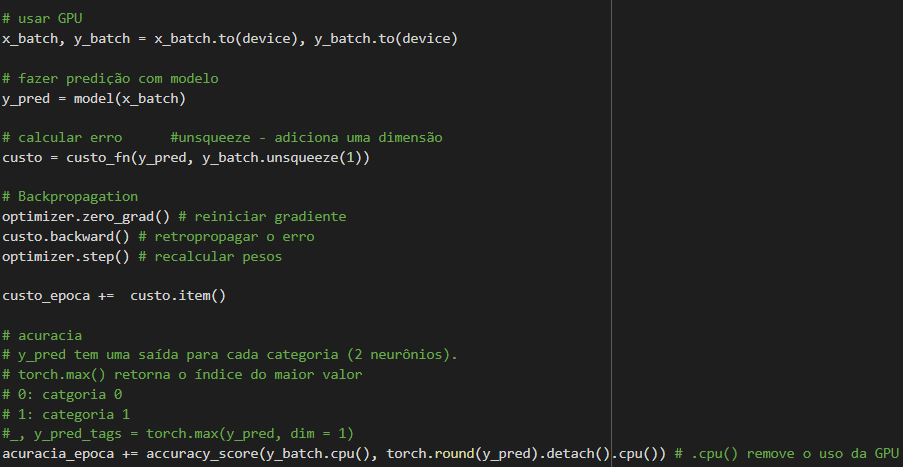 # usar GPU
x_batch, y_batch = x_batch.to(device), y_batch.to(device)
# fazer predição com modelo
y_pred = model(x_batch)
# calcular erro      #unsqueeze - adiciona uma dimensão
custo = custo_fn(y_pred, y_batch.unsqueeze(1))
# Backpropagation
optimizer.zero_grad() # reiniciar gradiente
custo.backward() # retropropagar o erro
optimizer.step() # recalcular pesos
custo_epoca +=  custo.item()
# acuracia
# y_pred tem uma saída para cada categoria (2 neurônios).
# torch.max() retorna o índice do maior valor
# 0: catgoria 0
# 1: categoria 1
#_, y_pred_tags = torch.max(y_pred, dim = 1)
acuracia_epoca += accuracy_score(y_batch.cpu(), torch.round(y_pred).detach().cpu()) # .cpu() remove o uso da GPU